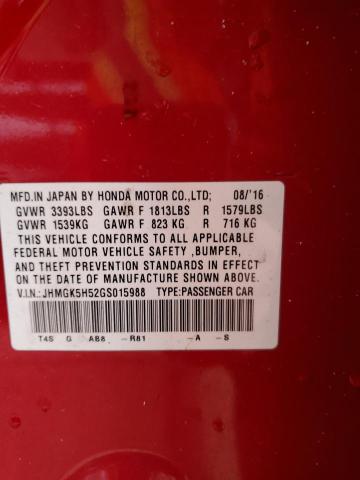 MFD.IN JAPAN BY HONDA MOTOR CO.,LTD; 08/'16
GVWR 3393LBS GAWR F 1813LBS R 1579LBS
GVWR 1539KG GAWR F 823 KG R 716 KG
THIS VEHICLE CONFORMS TO ALL APPLICABLE
FEDERAL MOTOR VEHICLE SAFETY ,BUMPER,
AND THEFT PREVENTION STANDARDS IN EFFECT
ON THE DATE OF MANUFACTURE SHOWN ABOVE.
V.I.N.: JHMGK5H52GS015988 TYPE:PASSENGER CAR
T4S G AB8 –R81 –A –S